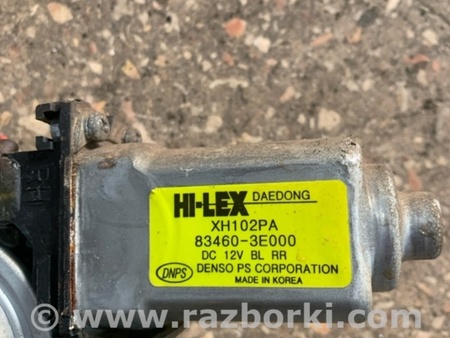 HI-LEX DAEDONG
XH102PA
83460-3E000
DC 12V BL RR
DNPS DENSO PS CORPORATION
MADE IN KOREA
RH
www.razborki.com